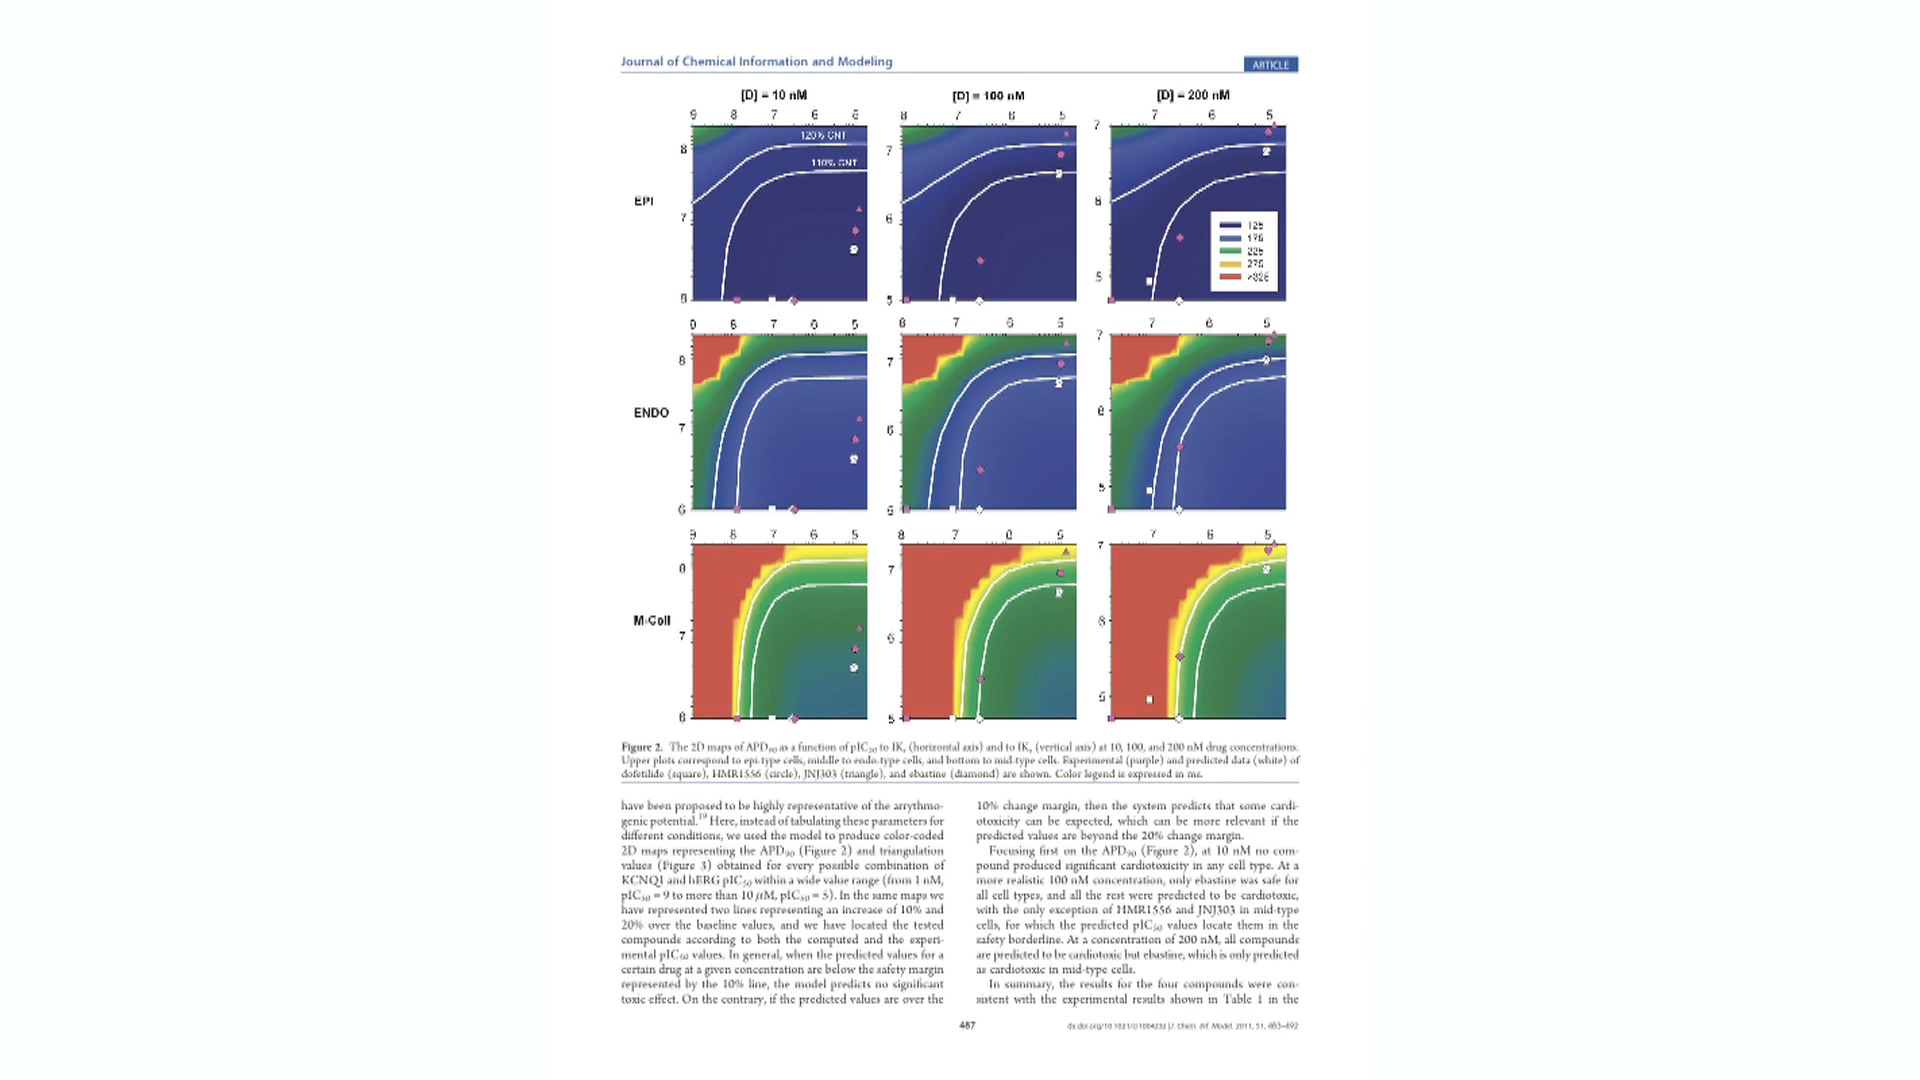 Journal of Chemical Information and Modeling
ARTICLE
[D] = 10 nM
[D] = 100 nM
[D] = 200 nM
120% CNT
110% CNT
EPI
125
175
225
275
>325
ENDO
M-Cell
Figure 2. The 2D maps of APD90 as a function of pIC50 to IKr (horizontal axis) and to IKs (vertical axis) at 10, 100, and 200 nM drug concentrations.
Upper plots correspond to epi-type cells, middle to endo-type cells, and bottom to mid-type cells. Experimental (purple) and predicted data (white) of
dofetilide (square), HMR1556 (circle), JNJ303 (triangle), and ebastine (diamond) are shown. Color legend is expressed in ms.
have been proposed to be highly representative of the arrythmo-
genic potential.19 Here, instead of tabulating these parameters for
different conditions, we used the model to produce color-coded
2D maps representing the APD90 (Figure 2) and triangulation
values (Figure 3) obtained for every possible combination of
KCNQ1 and hERG pIC50 within a wide value range (from 1 nM,
pIC50 = 9 to more than 10 μM, pIC50 = 5). In the same maps we
have represented two lines representing an increase of 10% and
20% over the baseline values, and we have located the tested
compounds according to both the computed and the experi-
mental pIC50 values. In general, when the predicted values for a
certain drug at a given concentration are below the safety margin
represented by the 10% line, the model predicts no significant
toxic effect. On the contrary, if the predicted values are over the
10% change margin, then the system predicts that some cardi-
otoxicity can be expected, which can be more relevant if the
predicted values are beyond the 20% change margin.
Focusing first on the APD90 (Figure 2), at 10 nM no com-
pound produced significant cardiotoxicity in any cell type. At a
more realistic 100 nM concentration, only ebastine was safe for
all cell types, and all the rest were predicted to be cardiotoxic,
with the only exception of HMR1556 and JNJ303 in mid-type
cells, for which the predicted pIC50 values locate them in the
safety borderline. At a concentration of 200 nM, all compounds
are predicted to be cardiotoxic but ebastine, which is only predicted
as cardiotoxic in mid-type cells.
In summary, the results for the four compounds were con-
sistent with the experimental results shown in Table 1 in the
487
J. Chem. Inf. Model. 2011, 51, 483–492